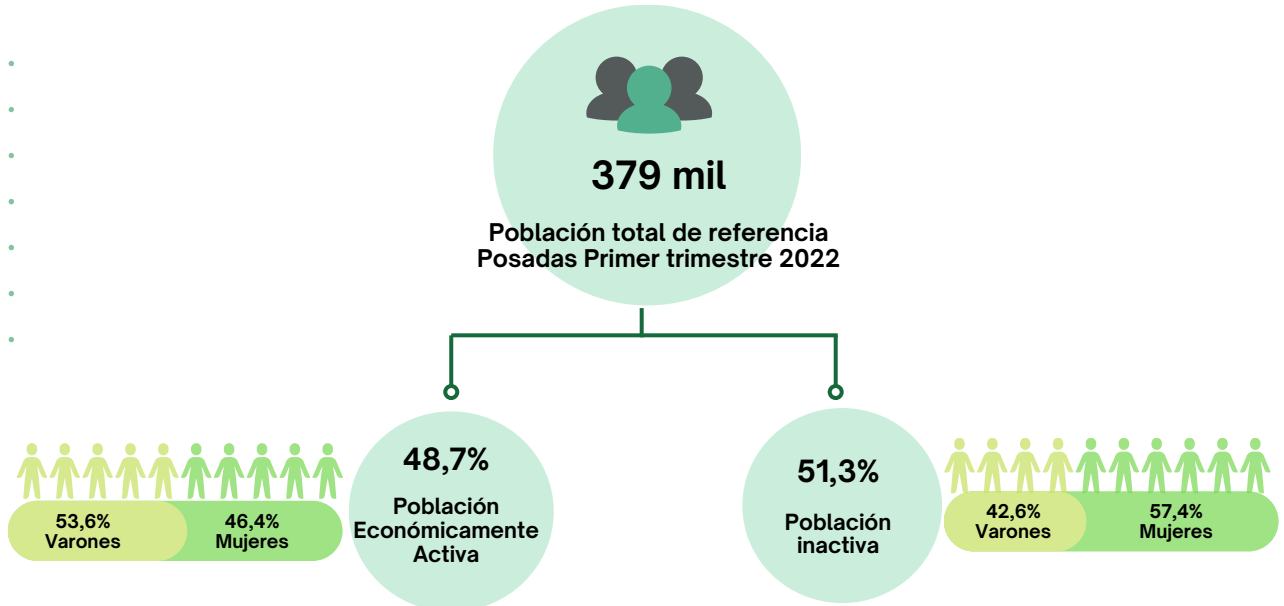 379 mil
Población total de referencia
Posadas Primer trimestre 2022
48,7%
Población
Económicamente
Activa
53,6%
Varones
46,4%
Mujeres
51,3%
Población
inactiva
42,6%
Varones
57,4%
Mujeres